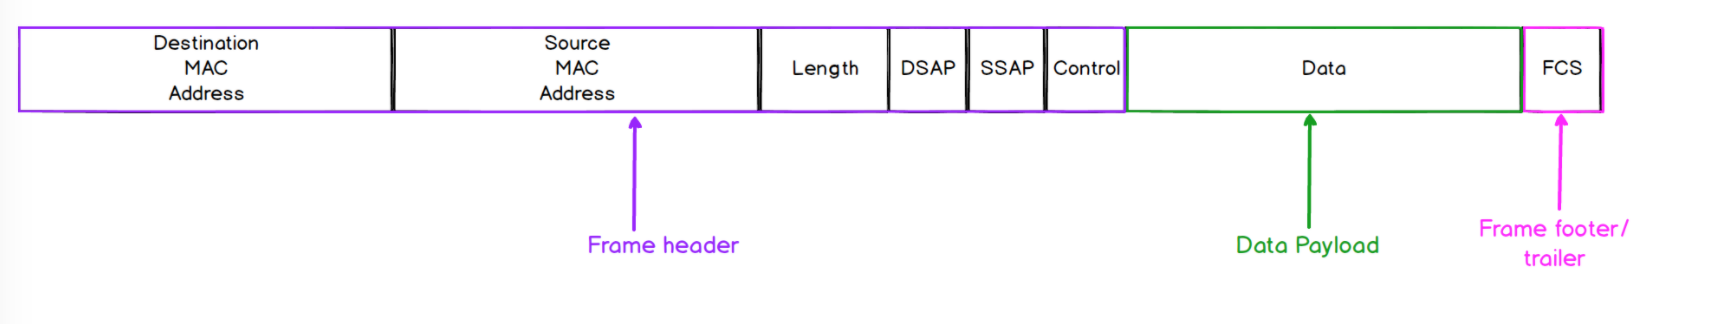 Destination
MAC
Address
Source
MAC
Address
Length
DSAP
SSAP
Control
Data
FCS
Frame header
Data Payload
Frame footer/
trailer